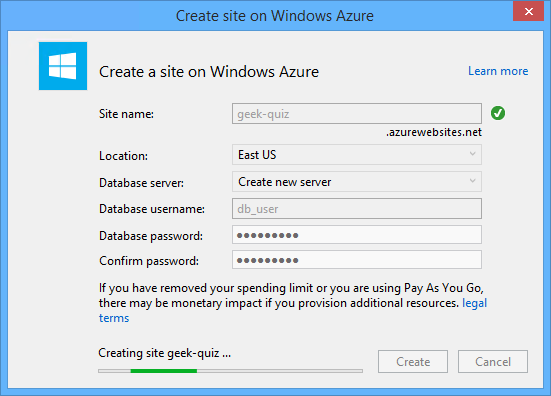 Create site on Windows Azure
Create a site on Windows Azure
Learn more
Site name:
geek-quiz
.azurewebsites.net
Location:
East US
Database server:
Create new server
Database username:
db_user
Database password:
●●●●●●●●●
Confirm password:
●●●●●●●●●
If you have removed your spending limit or you are using Pay As You Go,
there may be monetary impact if you provision additional resources. legal
terms
Creating site geek-quiz ...
Create
Cancel